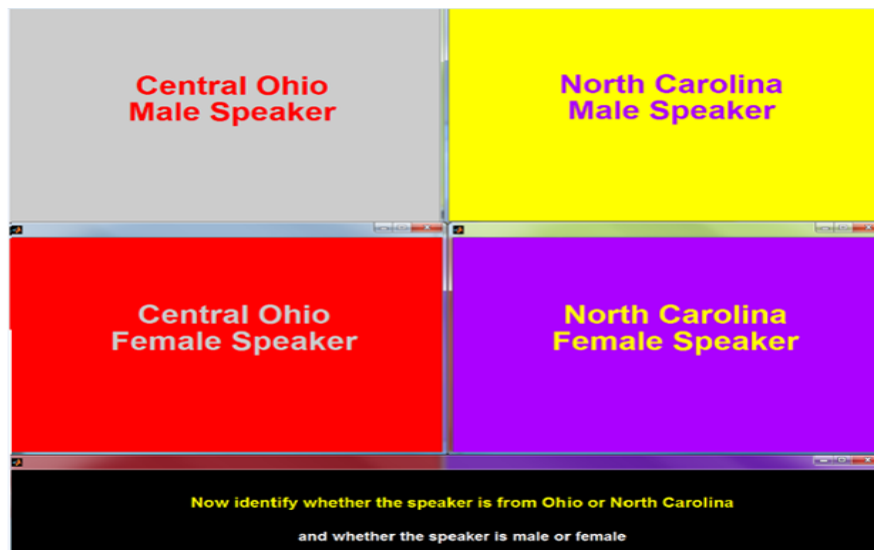 Central Ohio
Male Speaker
North Carolina
Male Speaker
Central Ohio
Female Speaker
North Carolina
Female Speaker
Now identify whether the speaker is from Ohio or North Carolina
and whether the speaker is male or female